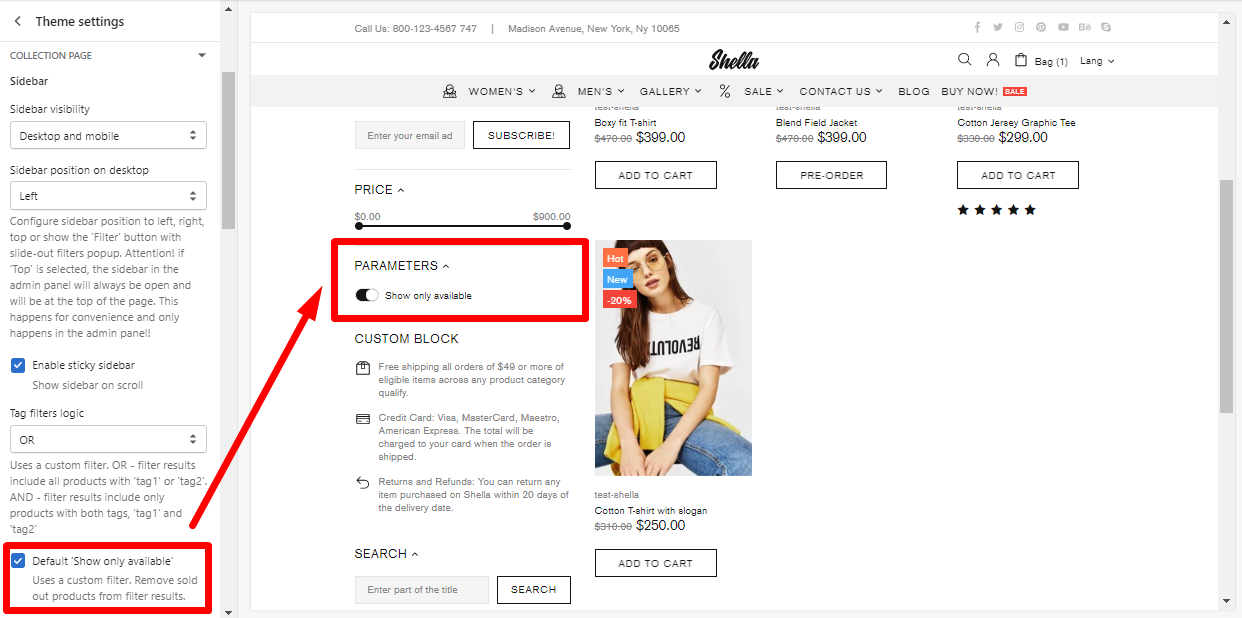 Theme settings
COLLECTION PAGE
Sidebar
Sidebar visibility
Desktop and mobile
Sidebar position on desktop
Left
Configure sidebar position to left, right,
top or show the 'Filter' button with
slide-out filters popup. Attention! if
'Top' is selected, the sidebar in the
admin panel will always be open and
will be at the top of the page. This
happens for convenience and only
happens in the admin panel!
Enable sticky sidebar
Show sidebar on scroll
Tag filters logic
OR
Uses a custom filter. OR - filter results
include all products with 'tag1' or 'tag2'.
AND - filter results include only
products with both tags, 'tag1' and
'tag2'
Default 'Show only available'
Uses a custom filter. Remove sold
out products from filter results.
Call Us: 800-123-4567 747 | Madison Avenue, New York, Ny 10065
Shella
Bag (1) Lang
WOMEN'S MEN'S GALLERY % SALE CONTACT US BLOG BUY NOW! SALE
Enter your email ad SUBSCRIBE!
PRICE
$0.00 $900.00
PARAMETERS
Show only available
CUSTOM BLOCK
Free shipping all orders of $49 or more of
eligible items across any product category
qualify.
Credit Card: Visa, MasterCard, Maestro,
American Express. The total will be
charged to your card when the order is
shipped.
Returns and Refunds: You can return any
item purchased on Shella within 20 days of
the delivery date.
SEARCH
Enter part of the title SEARCH
test-shella test-shella test-shella
Boxy fit T-shirt Blend Field Jacket Cotton Jersey Graphic Tee
$470.00 $399.00 $470.00 $399.00 $330.00 $299.00
ADD TO CART PRE-ORDER ADD TO CART
Hot
New
-20%
REVOLUT
test-shella
Cotton T-shirt with slogan
$310.00 $250.00
ADD TO CART